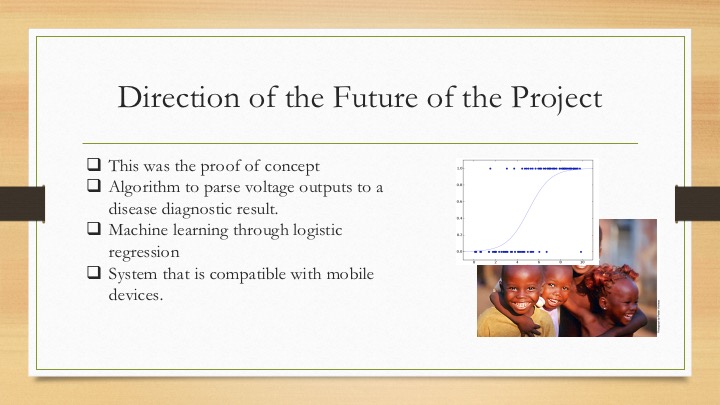 Direction of the Future of the Project
❑ This was the proof of concept
❑ Algorithm to parse voltage outputs to a
disease diagnostic result.
❑ Machine learning through logistic
regression
❑ System that is compatible with mobile
devices.
1.0
0.8
0.6
0.4
0.2
0.0
0 2 4 6 8 10